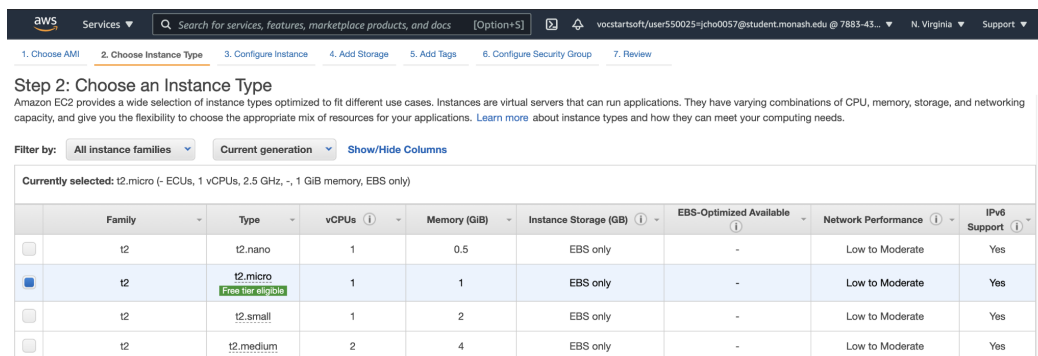 aws Services ▼ Search for services, features, marketplace products, and docs [Option+S] vocstartsoft/user550025=jcho0057@student.monash.edu @ 7883-43... ▼ N. Virginia ▼ Support ▼
1. Choose AMI 2. Choose Instance Type 3. Configure Instance 4. Add Storage 5. Add Tags 6. Configure Security Group 7. Review
Step 2: Choose an Instance Type
Amazon EC2 provides a wide selection of instance types optimized to fit different use cases. Instances are virtual servers that can run applications. They have varying combinations of CPU, memory, storage, and networking
capacity, and give you the flexibility to choose the appropriate mix of resources for your applications. Learn more about instance types and how they can meet your computing needs.
Filter by: All instance families Current generation Show/Hide Columns
Currently selected: t2.micro (- ECUs, 1 vCPUs, 2.5 GHz, -, 1 GiB memory, EBS only)
Family Type vCPUs Memory (GiB) Instance Storage (GB) EBS-Optimized Available Network Performance IPv6 Support
t2 t2.nano 1 0.5 EBS only - Low to Moderate Yes
t2 t2.micro Free tier eligible 1 1 EBS only - Low to Moderate Yes
t2 t2.small 1 2 EBS only - Low to Moderate Yes
t2 t2.medium 2 4 EBS only - Low to Moderate Yes